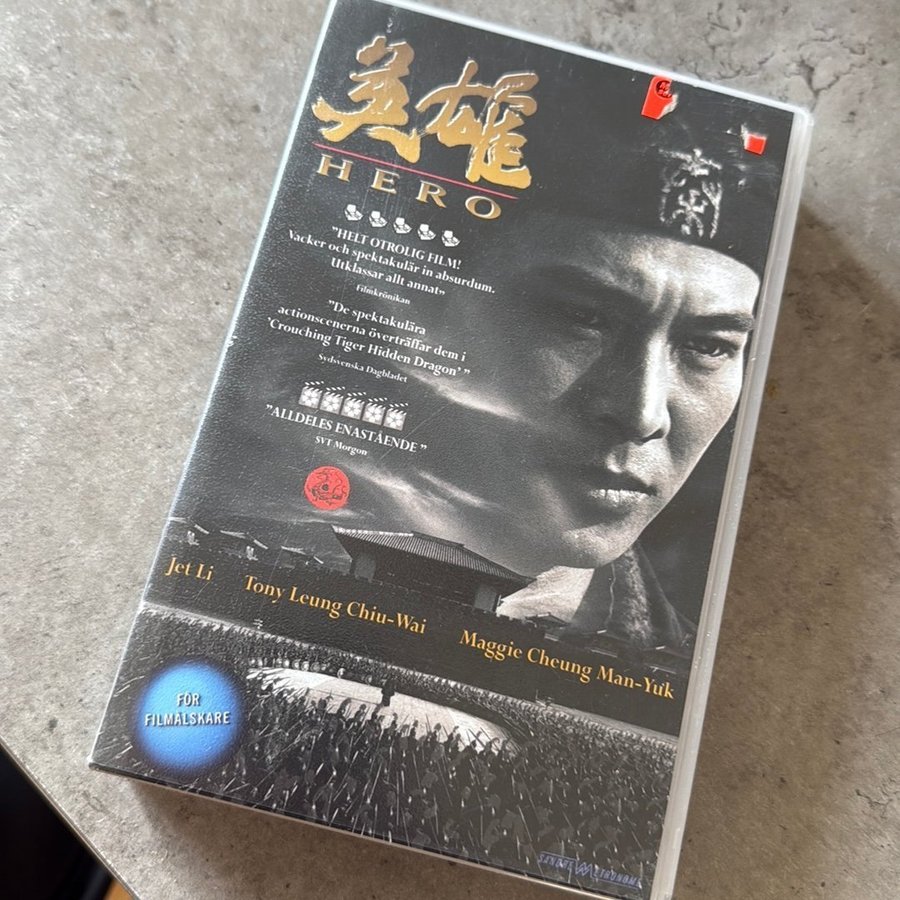 英雄
HERO
"HELT OTROLIG FILM!
Vacker och spektakulär in absurdum.
Utklassar allt annat"
Filmkrönikan
"De spektakulära
actionscenerna överträffar dem i
'Crouching Tiger Hidden Dragon'"
Sydsvenska Dagbladet
"ALLDELES ENASTÅENDE"
SVT Morgon
Jet Li Tony Leung Chiu-Wai Maggie Cheung Man-Yuk
FÖR
FILMÄLSKARE
SANDREW METRONOME